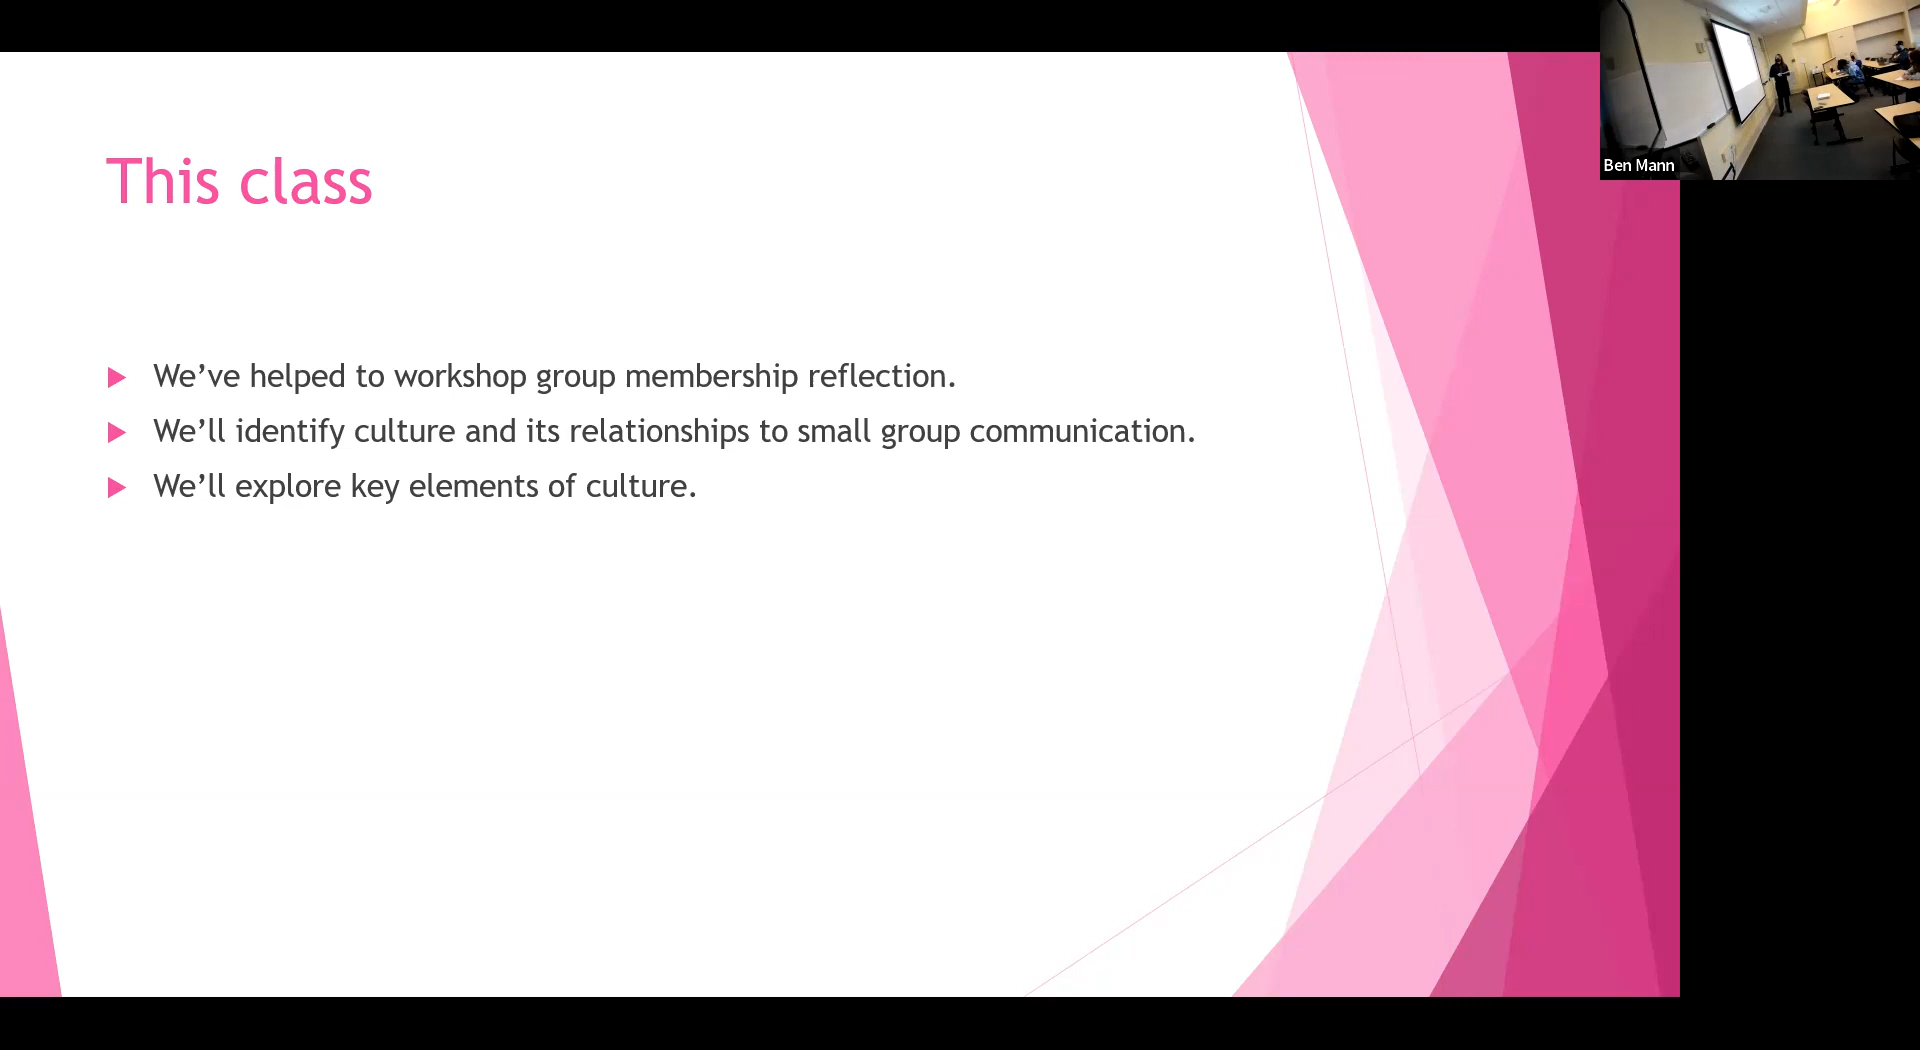 This class
We’ve helped to workshop group membership reflection.
We’ll identify culture and its relationships to small group communication.
We’ll explore key elements of culture.
Ben Mann